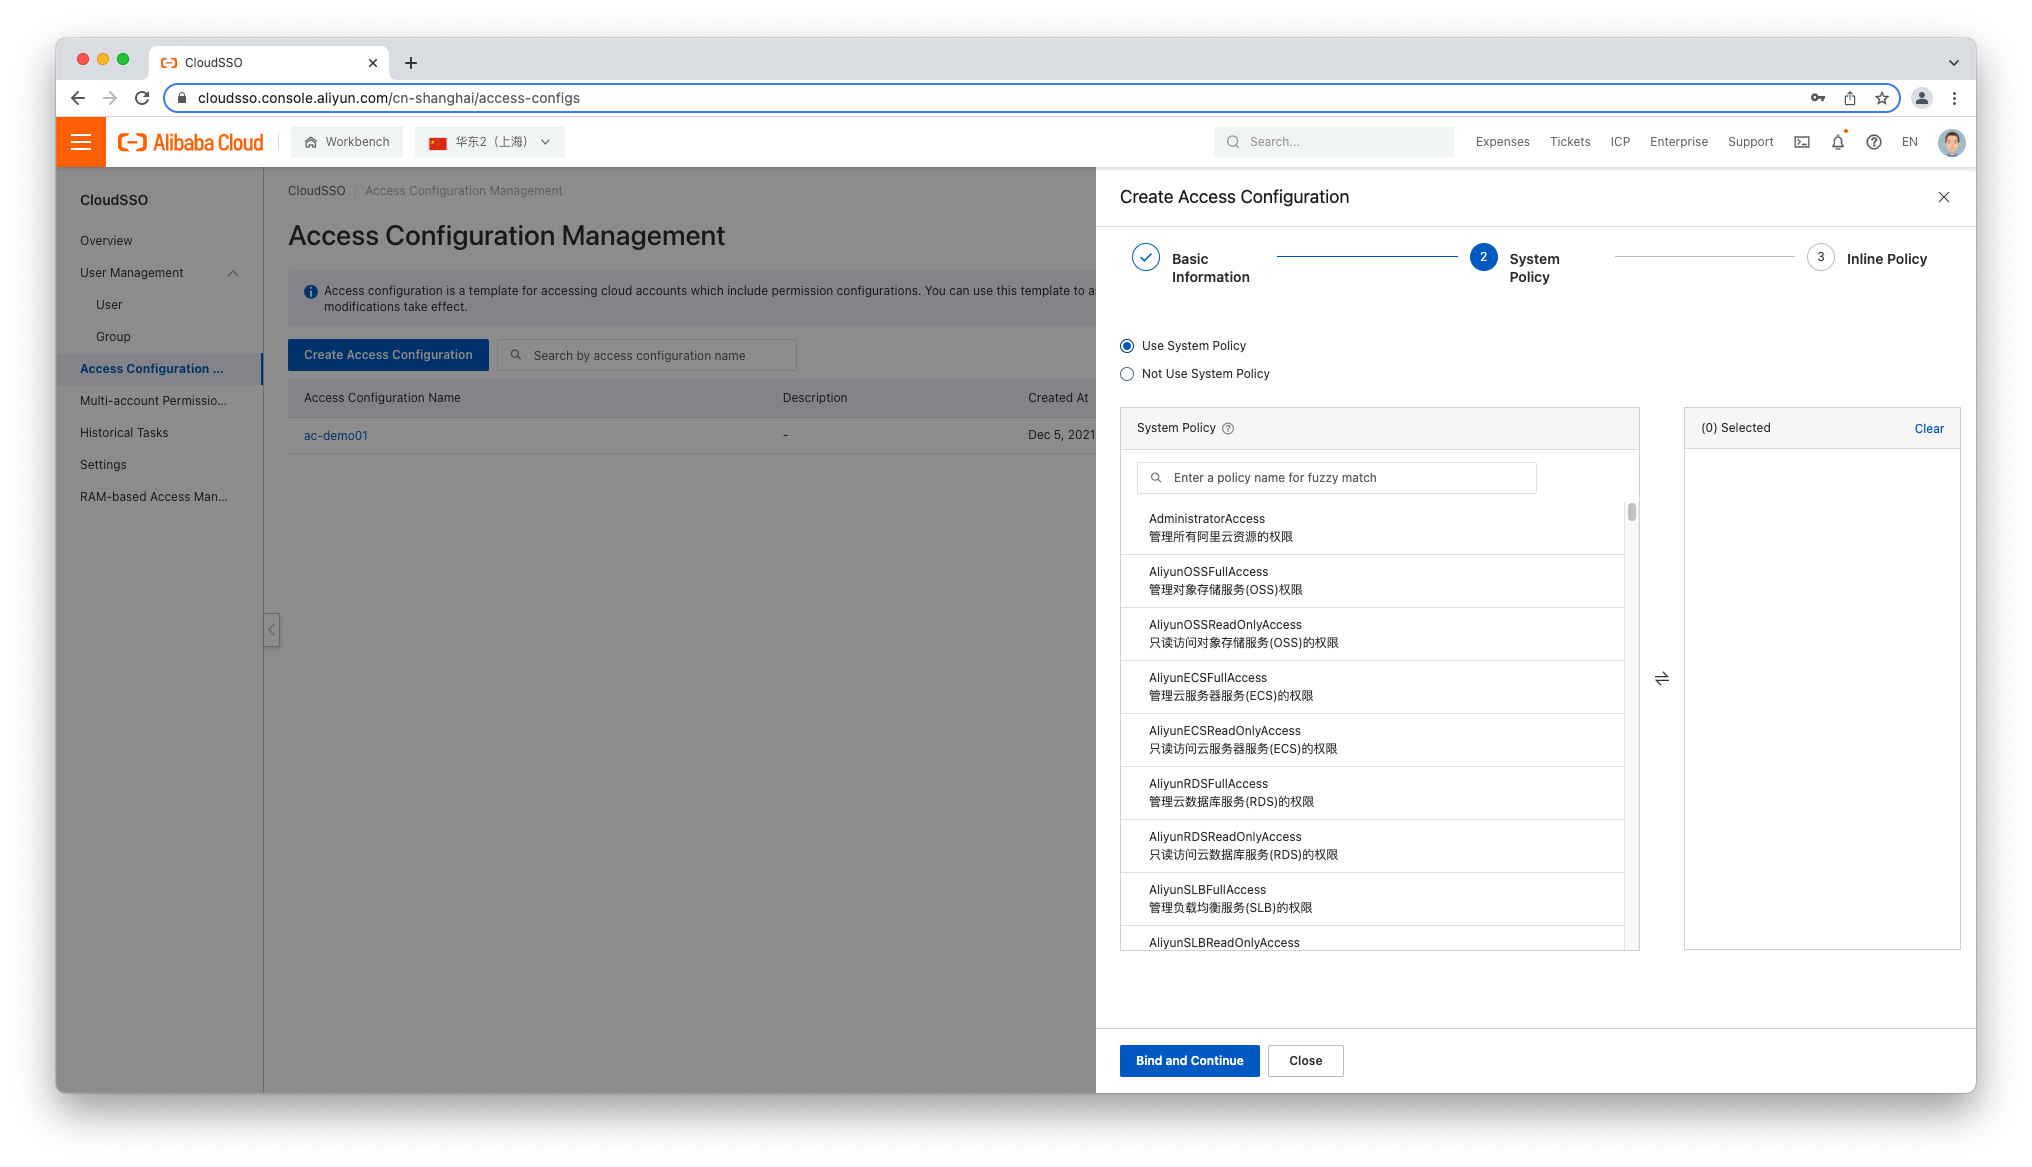 CloudSSO
cloudsso.console.aliyun.com/cn-shanghai/access-configs
Alibaba Cloud
Workbench
华东2（上海）
Search...
Expenses
Tickets
ICP
Enterprise
Support
EN
CloudSSO
Overview
User Management
User
Group
Access Configuration ...
Multi-account Permissio...
Historical Tasks
Settings
RAM-based Access Man...
CloudSSO / Access Configuration Management
Access Configuration Management
Access configuration is a template for accessing cloud accounts which include permission configurations. You can use this template to a
modifications take effect.
Create Access Configuration
Search by access configuration name
Access Configuration Name
Description
Created At
ac-demo01
-
Dec 5, 2021
Create Access Configuration
Basic
Information
2
System
Policy
3
Inline Policy
Use System Policy
Not Use System Policy
System Policy
Enter a policy name for fuzzy match
AdministratorAccess
管理所有阿里云资源的权限
AliyunOSSFullAccess
管理对象存储服务(OSS)权限
AliyunOSSReadOnlyAccess
只读访问对象存储服务(OSS)的权限
AliyunECSFullAccess
管理云服务器服务(ECS)的权限
AliyunECSReadOnlyAccess
只读访问云服务器服务(ECS)的权限
AliyunRDSFullAccess
管理云数据库服务(RDS)的权限
AliyunRDSReadOnlyAccess
只读访问云数据库服务(RDS)的权限
AliyunSLBFullAccess
管理负载均衡服务(SLB)的权限
AliyunSLBReadOnlyAccess
(0) Selected
Clear
Bind and Continue
Close